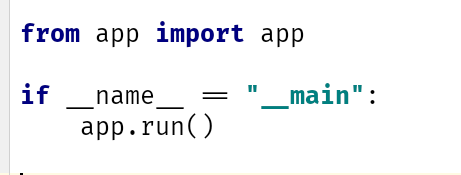 from app import app
if __name__ == "__main":
    app.run()